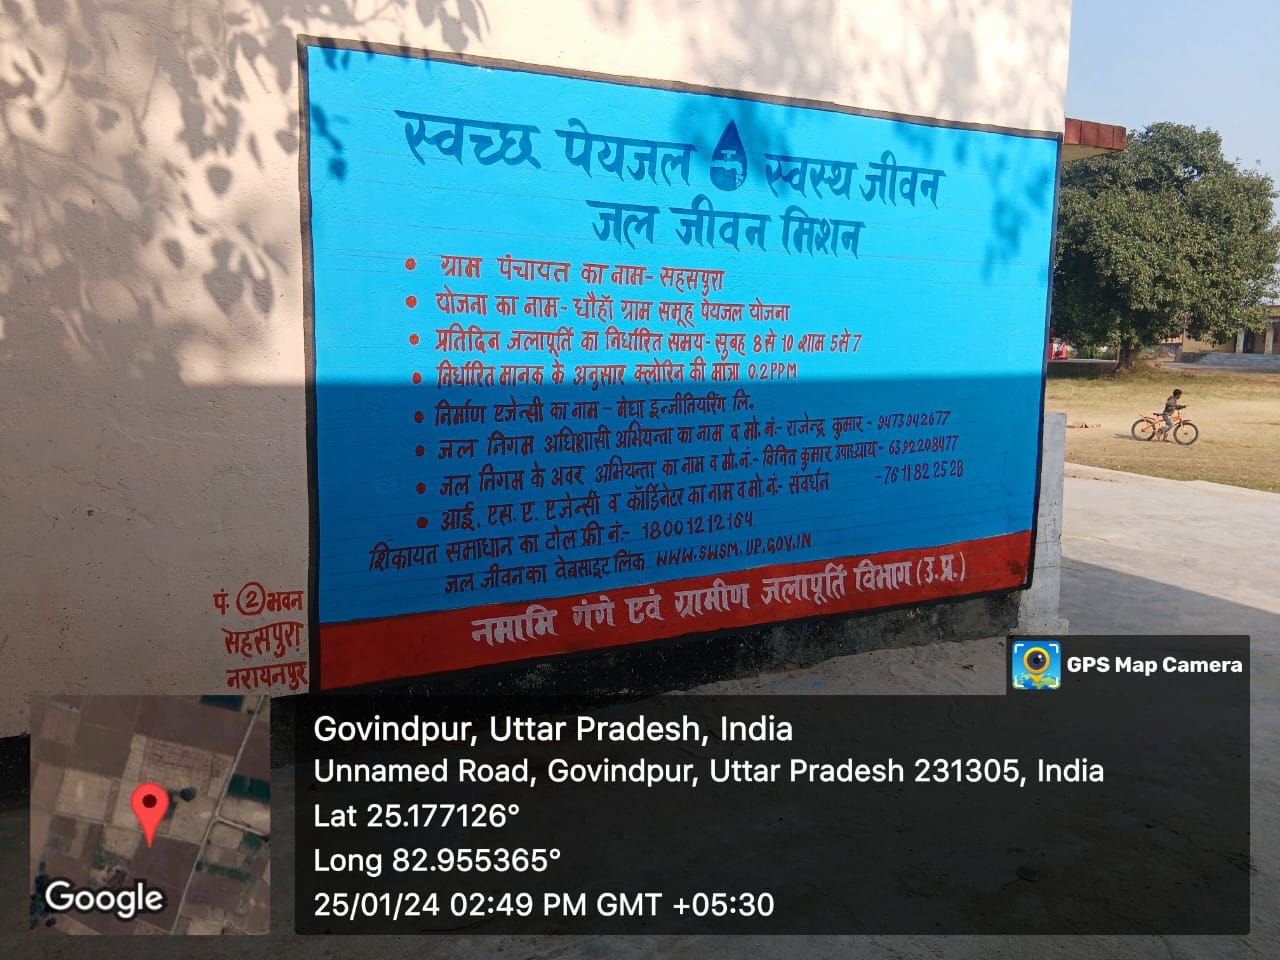 स्वच्छ पेयजल स्वस्थ जीवन
जल जीवन मिशन
• ग्राम पंचायत का नाम- सहसपुरा
• योजना का नाम- धौहाँ ग्राम समूह पेयजल योजना
• प्रतिदिन जलापूर्ति का निर्धारित समय- सुबह 8 से 10 शाम 5 से 7
• निर्धारित मानक के अनुसार क्लोरिन की मात्रा 0.2 PPM
• निर्माण एजेन्सी का नाम - मेघा इन्जीनियरिंग लि.
• जल निगम अधिशासी अभियन्ता का नाम व मो. नं.- राजेन्द्र कुमार - 9473942677
• जल निगम के अवर अभियन्ता का नाम व मो.नं.- विनित कुमार उपाध्याय- 6392208477
• आई. एस. ए. एजेन्सी व कॉर्डिनेटर का नाम व मो. नं.- संवर्धन -7611822528
शिकायत समाधान का टोल फ्री नं.- 18001212164
जल जीवन का वेबसाइट लिंक WWW.SWSM.UP.GOV.IN
नमामि गंगे एवं ग्रामीण जलापूर्ति विभाग (उ.प्र.)
पं. ② भवन
सहसपुरा
नरायनपुर
GPS Map Camera
Govindpur, Uttar Pradesh, India
Unnamed Road, Govindpur, Uttar Pradesh 231305, India
Lat 25.177126°
Long 82.955365°
25/01/24 02:49 PM GMT +05:30
Google